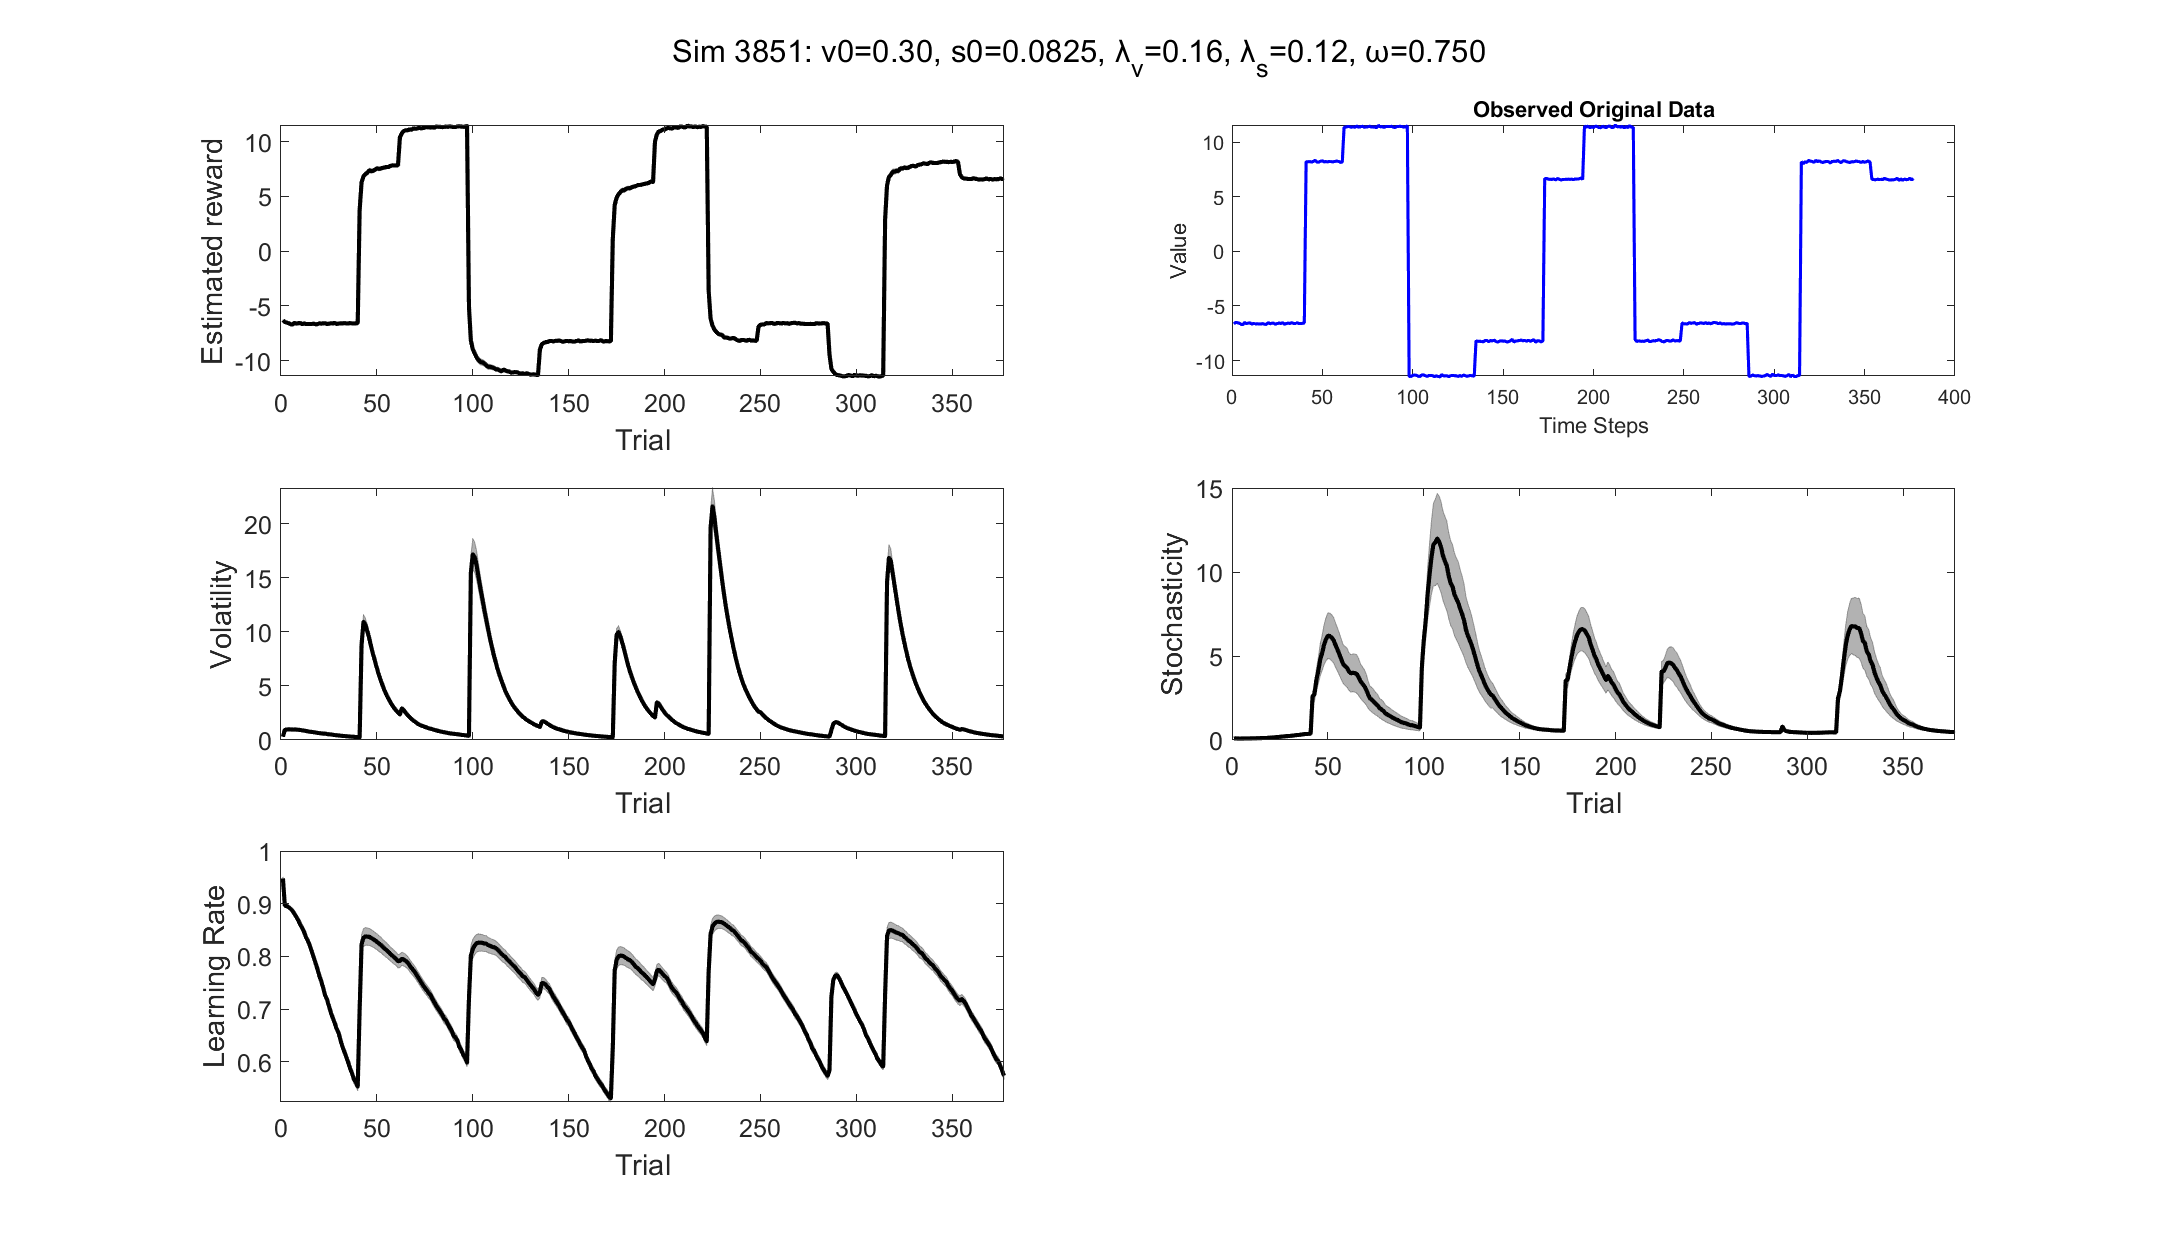 Sim 3851: v0=0.30, s0=0.0825, λ_v=0.16, λ_s=0.12, ω=0.750
Estimated reward
10
5
0
-5
-10
0 50 100 150 200 250 300 350
Trial
Observed Original Data
Value
10
5
0
-5
-10
0 50 100 150 200 250 300 350 400
Time Steps
Volatility
20
15
10
5
0
0 50 100 150 200 250 300 350
Trial
Stochasticity
15
10
5
0
0 50 100 150 200 250 300 350
Trial
Learning Rate
1
0.9
0.8
0.7
0.6
0 50 100 150 200 250 300 350
Trial